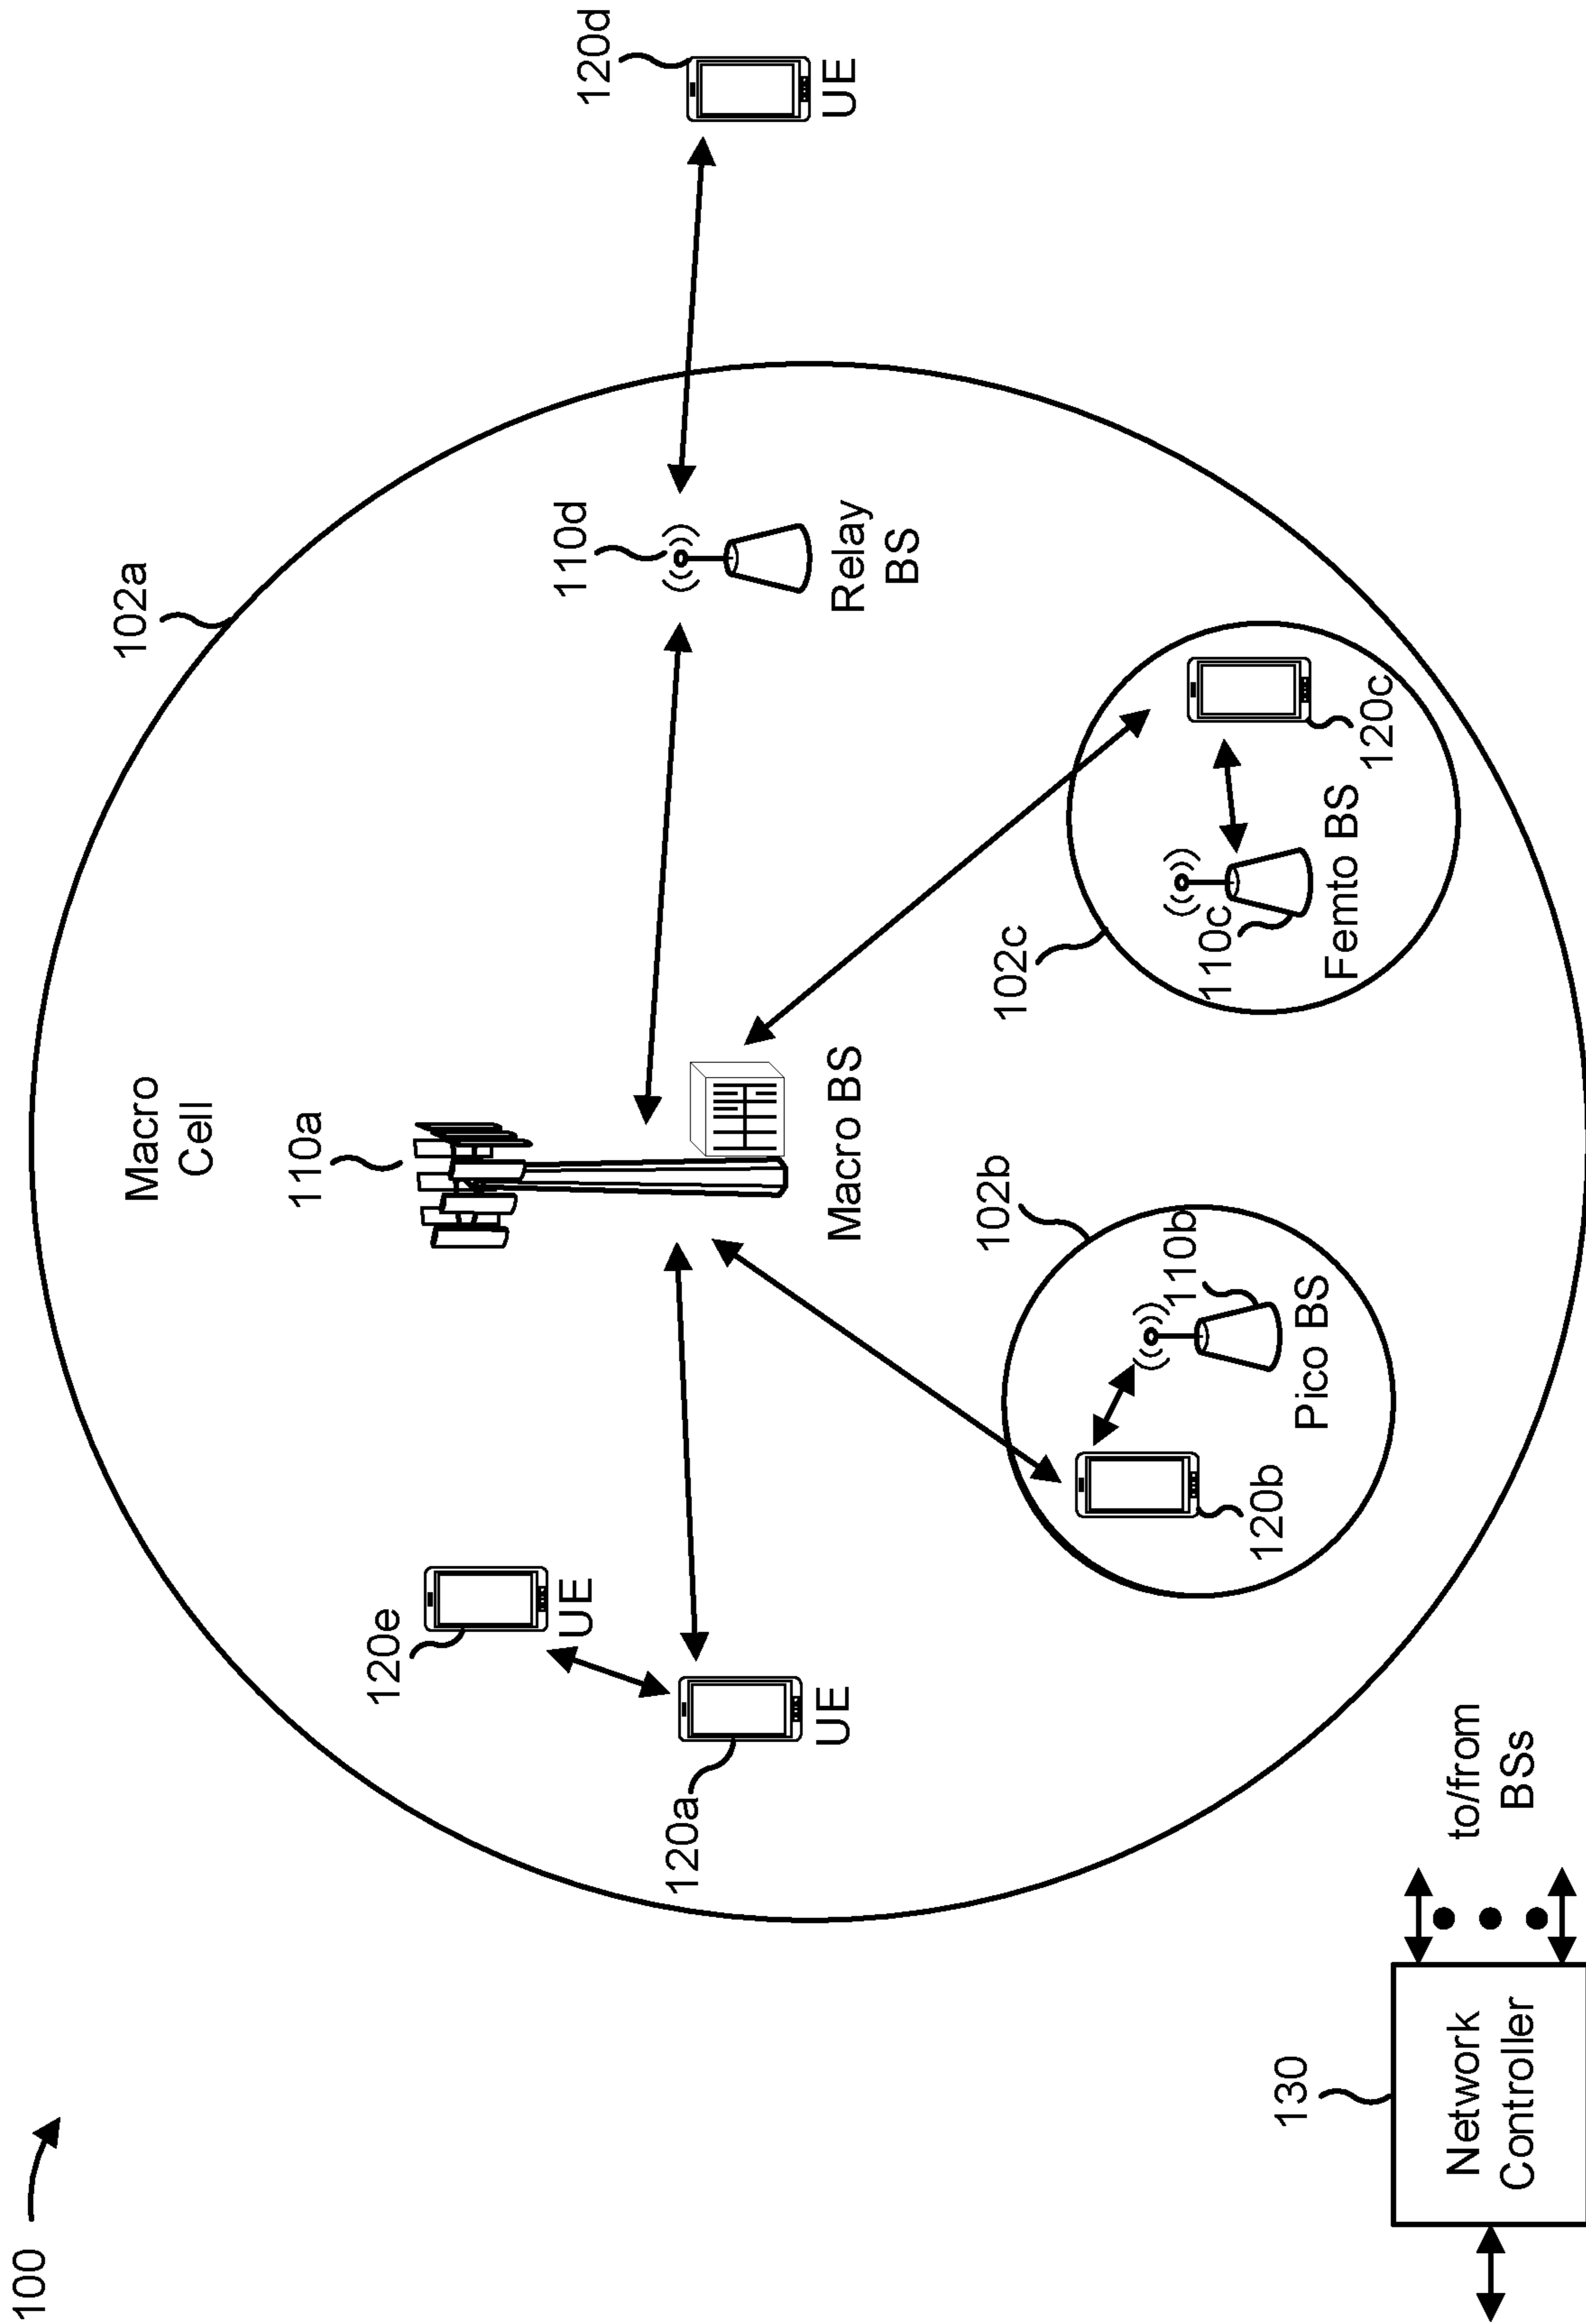 100
102a
Macro
Cell
110a
120d
UE
110d
Relay
BS
120e
UE
120a
UE
Macro BS
102b
110b
Pico BS
120b
102c
110c
Femto BS
120c
130
Network
Controller
to/from
BSs